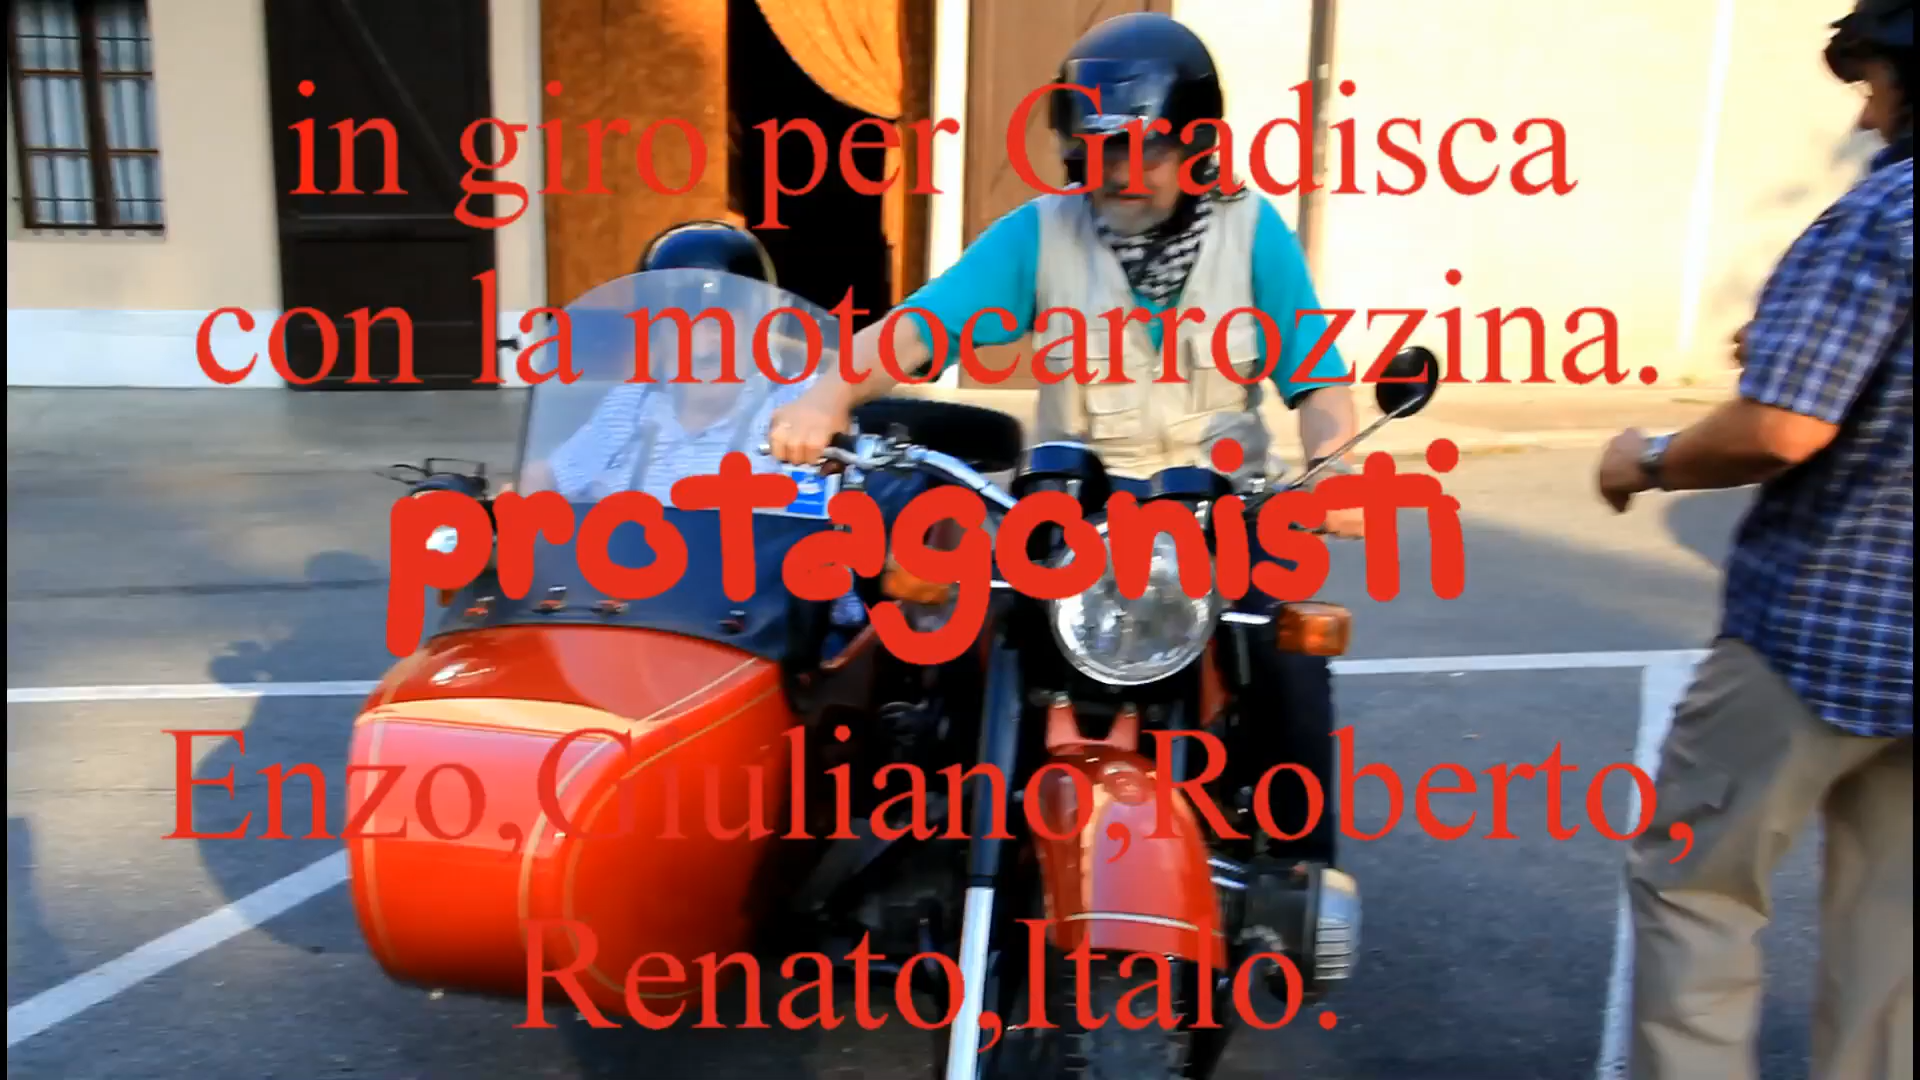 in giro per Gradisca
con la motocarrozzina.
protagonisti
Enzo,Giuliano,Roberto,
Renato,Italo.